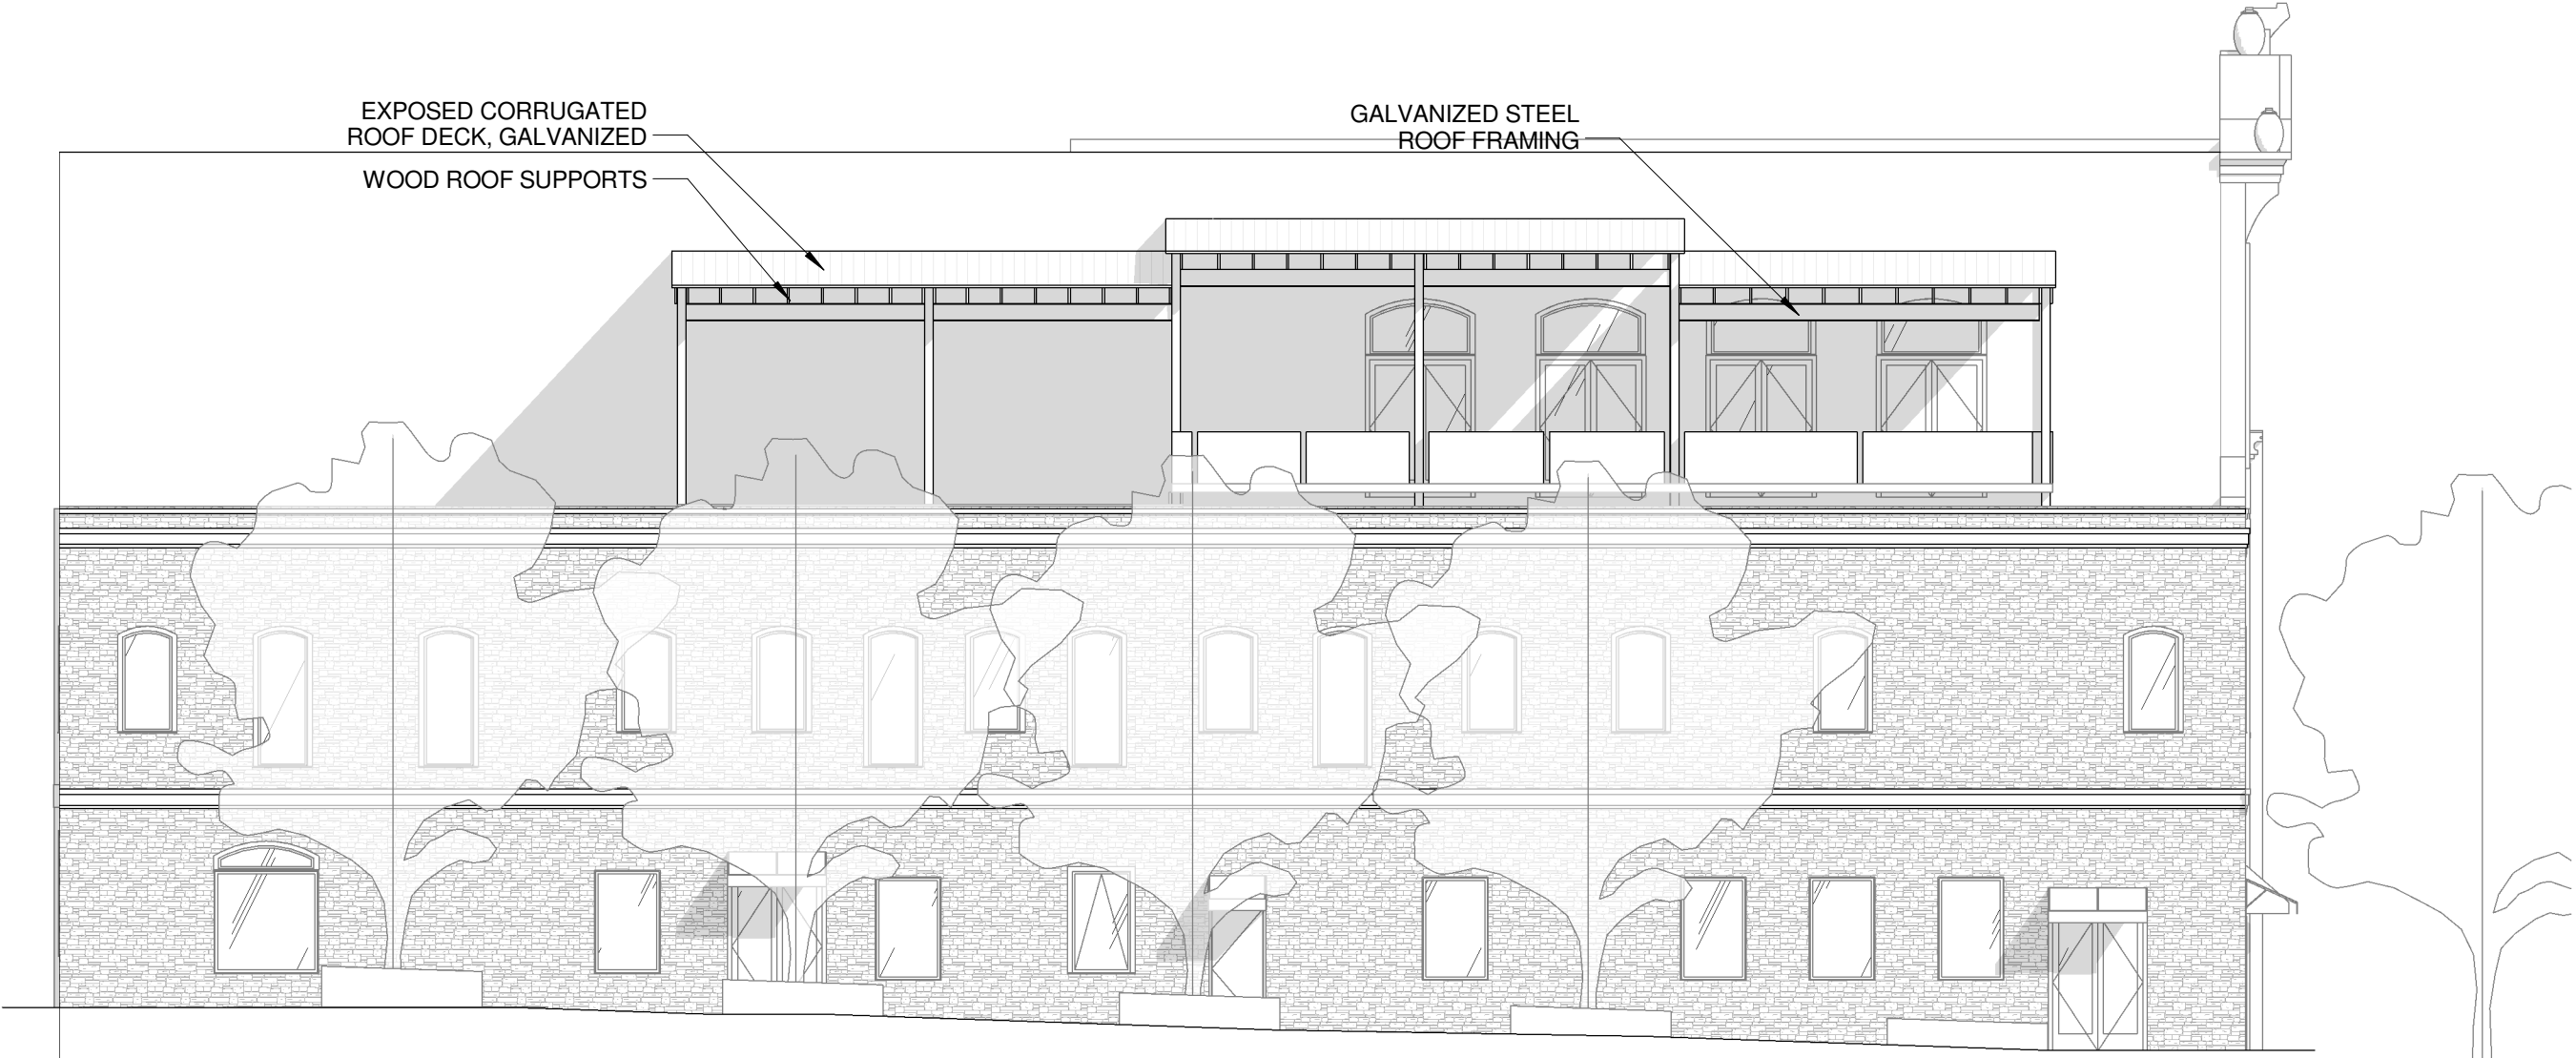 EXPOSED CORRUGATED
ROOF DECK, GALVANIZED
WOOD ROOF SUPPORTS
GALVANIZED STEEL
ROOF FRAMING